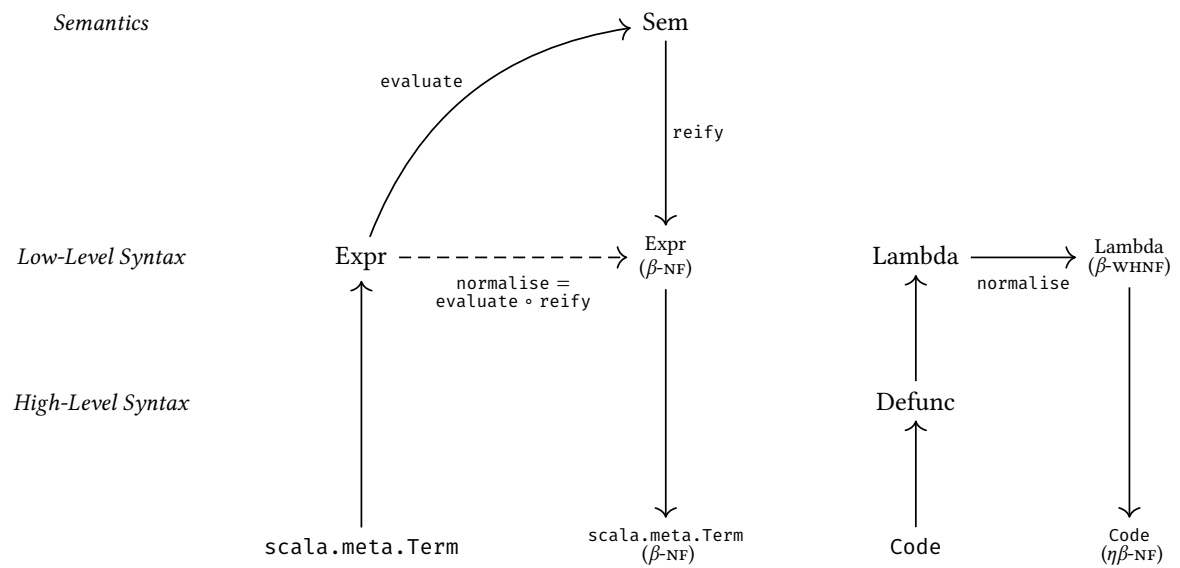 Semantics
Sem
evaluate
reify
Low-Level Syntax
Expr
Expr
(β-NF)
Lambda
Lambda
(β-WHNF)
normalise =
evaluate ∘ reify
normalise
High-Level Syntax
Defunc
scala.meta.Term
scala.meta.Term
(β-NF)
Code
Code
(ηβ-NF)